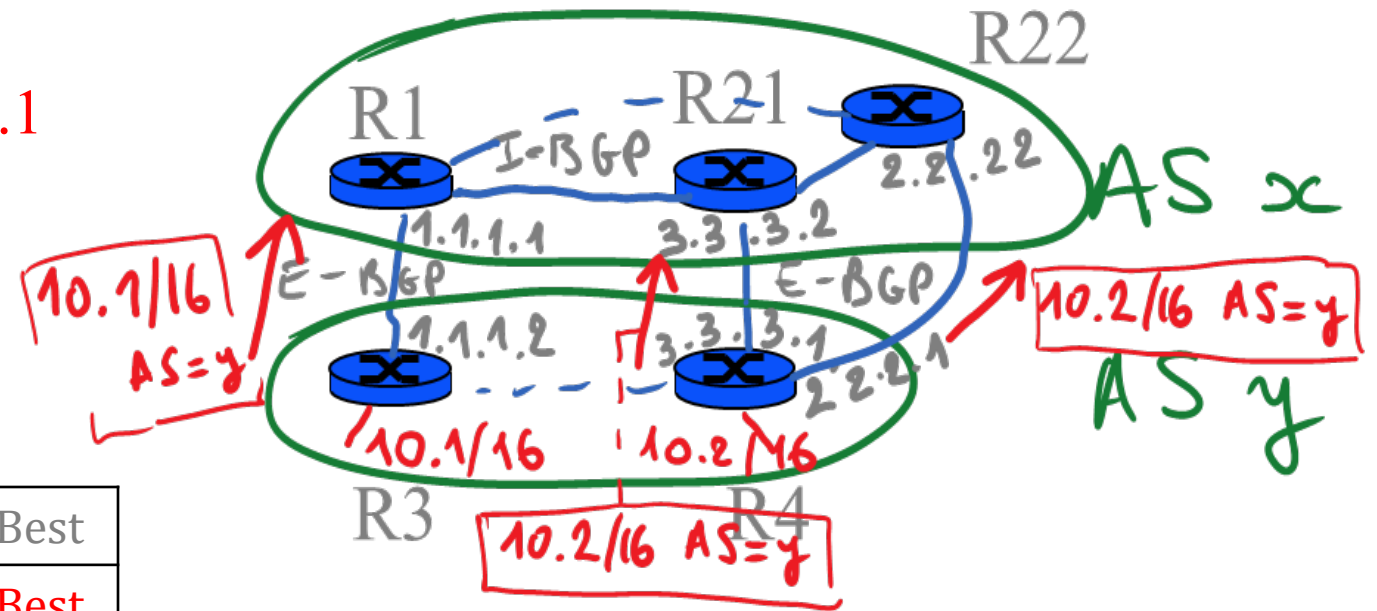 R22
.1
R1
R21
I-BGP
2.2.2.22
AS x
1.1.1.1
3.3.3.2
10.1/16
AS=y
E-BGP
E-BGP
10.2/16 AS=y
1.1.1.2
3.3.3.1
2.2.2.1
AS y
10.1/16
10.2/16
R3
R4
10.2/16 AS=y
Best
Best